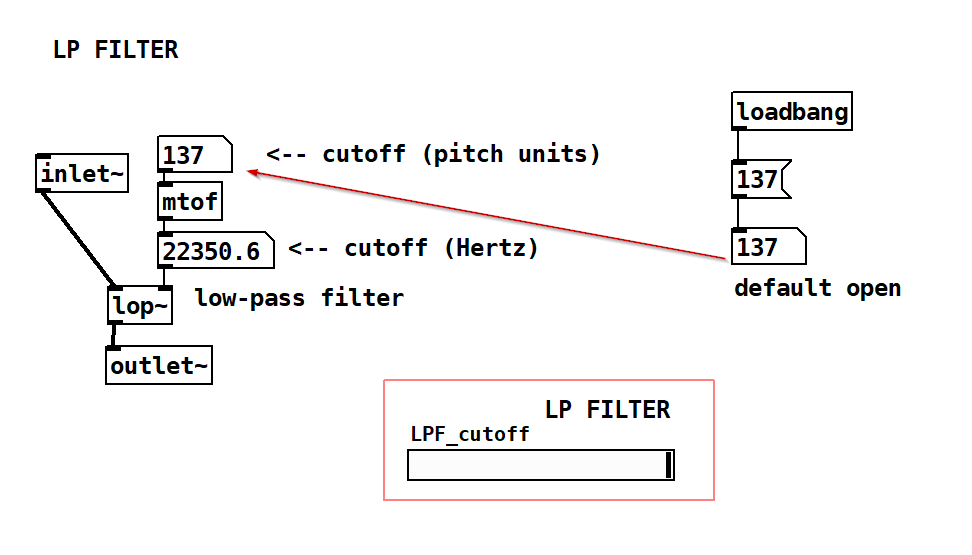 LP FILTER
loadbang
137
<-- cutoff (pitch units)
inlet~
137
mtof
137
22350.6
<-- cutoff (Hertz)
default open
lop~
low-pass filter
outlet~
LP FILTER
LPF_cutoff